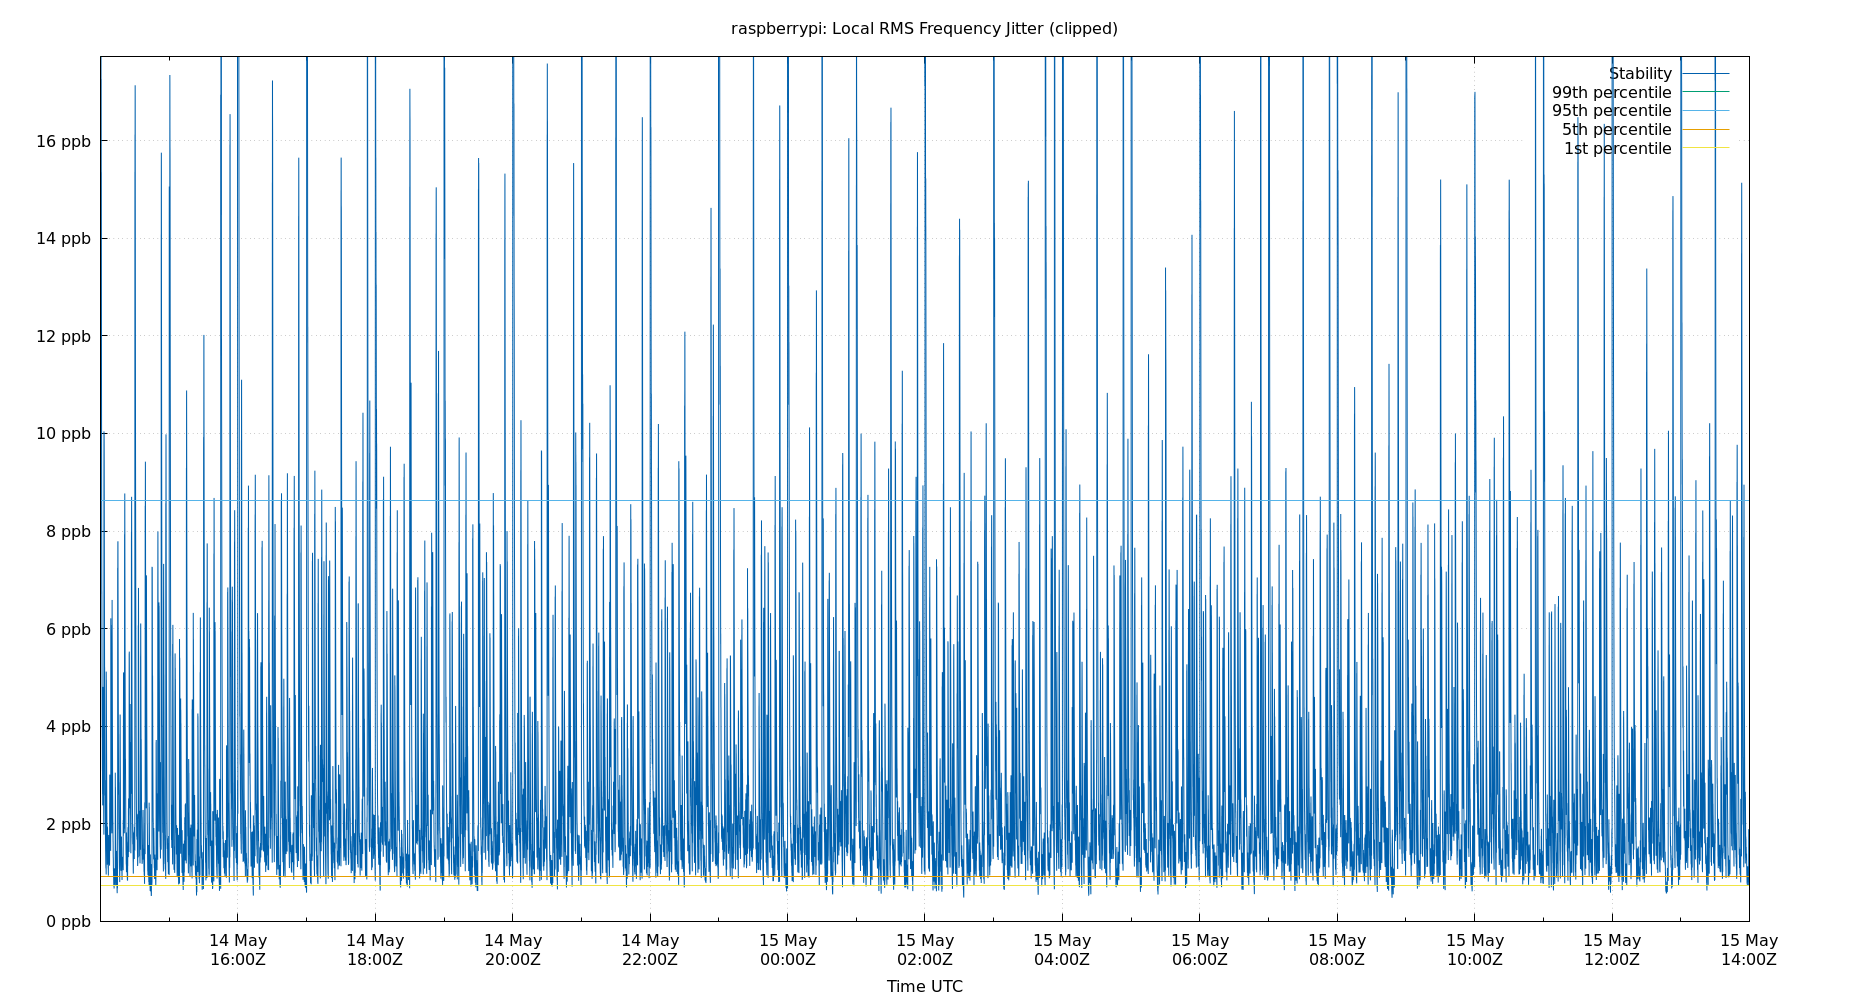 raspberrypi: Local RMS Frequency Jitter (clipped)
Stability
99th percentile
95th percentile
5th percentile
1st percentile
16 ppb
14 ppb
12 ppb
10 ppb
8 ppb
6 ppb
4 ppb
2 ppb
0 ppb
14 May 14 May 14 May 14 May 15 May 15 May 15 May 15 May 15 May 15 May 15 May 15 May
16:00Z 18:00Z 20:00Z 22:00Z 00:00Z 02:00Z 04:00Z 06:00Z 08:00Z 10:00Z 12:00Z 14:00Z
Time UTC